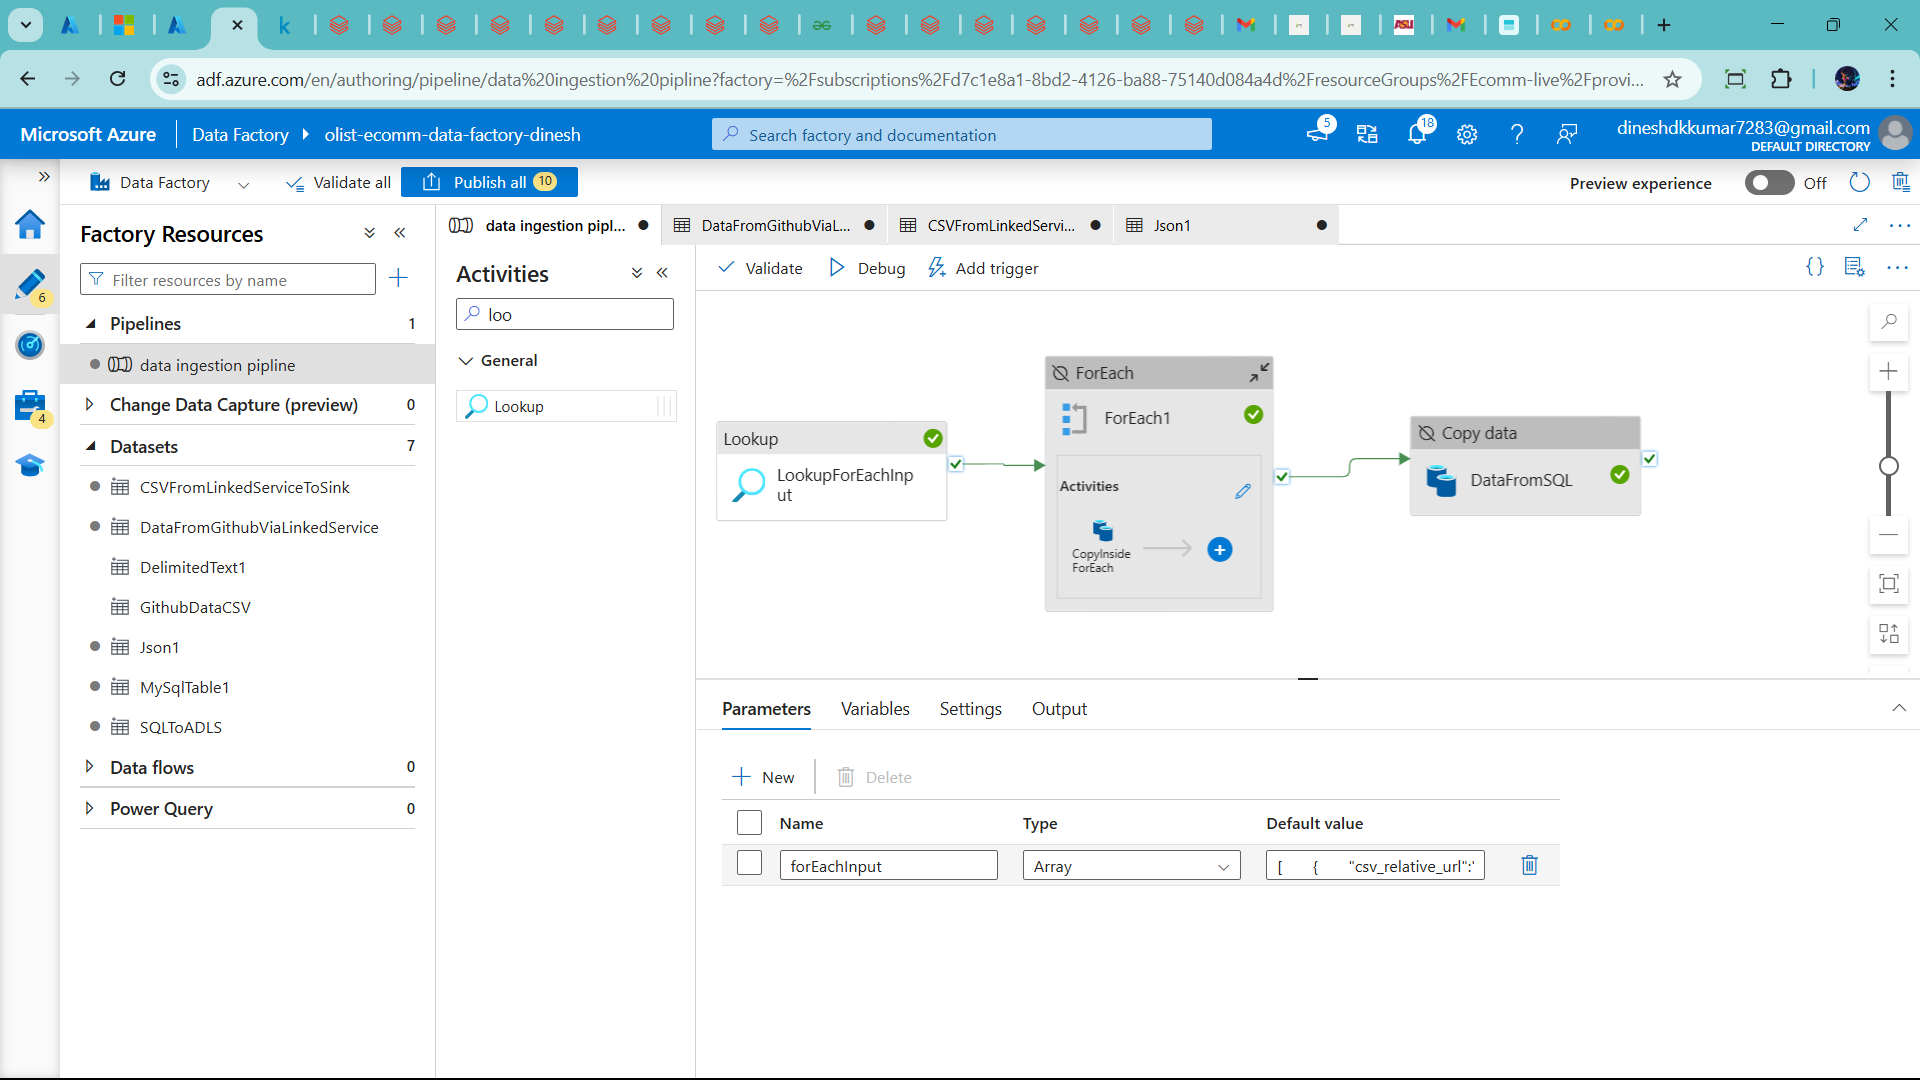 adf.azure.com/en/authoring/pipeline/data%20ingestion%20pipline?factory=%2Fsubscriptions%2Fd7c1e8a1-8bd2-4126-ba88-75140d084a4d%2FresourceGroups%2FEcomm-live%2Fprovi...
Microsoft Azure
Data Factory
olist-ecomm-data-factory-dinesh
Search factory and documentation
5
18
dineshdkkumar7283@gmail.com
DEFAULT DIRECTORY
Data Factory
Validate all
Publish all
10
Preview experience
Off
6
4
Factory Resources
Filter resources by name
Pipelines
1
data ingestion pipline
Change Data Capture (preview)
0
Datasets
7
CSVFromLinkedServiceToSink
DataFromGithubViaLinkedService
DelimitedText1
GithubDataCSV
Json1
MySqlTable1
SQLToADLS
Data flows
0
Power Query
0
data ingestion pipl...
DataFromGithubViaL...
CSVFromLinkedServi...
Json1
Activities
loo
General
Lookup
Validate
Debug
Add trigger
Lookup
LookupForEachInp
ut
ForEach
ForEach1
Activities
CopyInside
ForEach
Copy data
DataFromSQL
Parameters
Variables
Settings
Output
New
Delete
Name
Type
Default value
forEachInput
Array
[ { "csv_relative_url":"
k
ASU